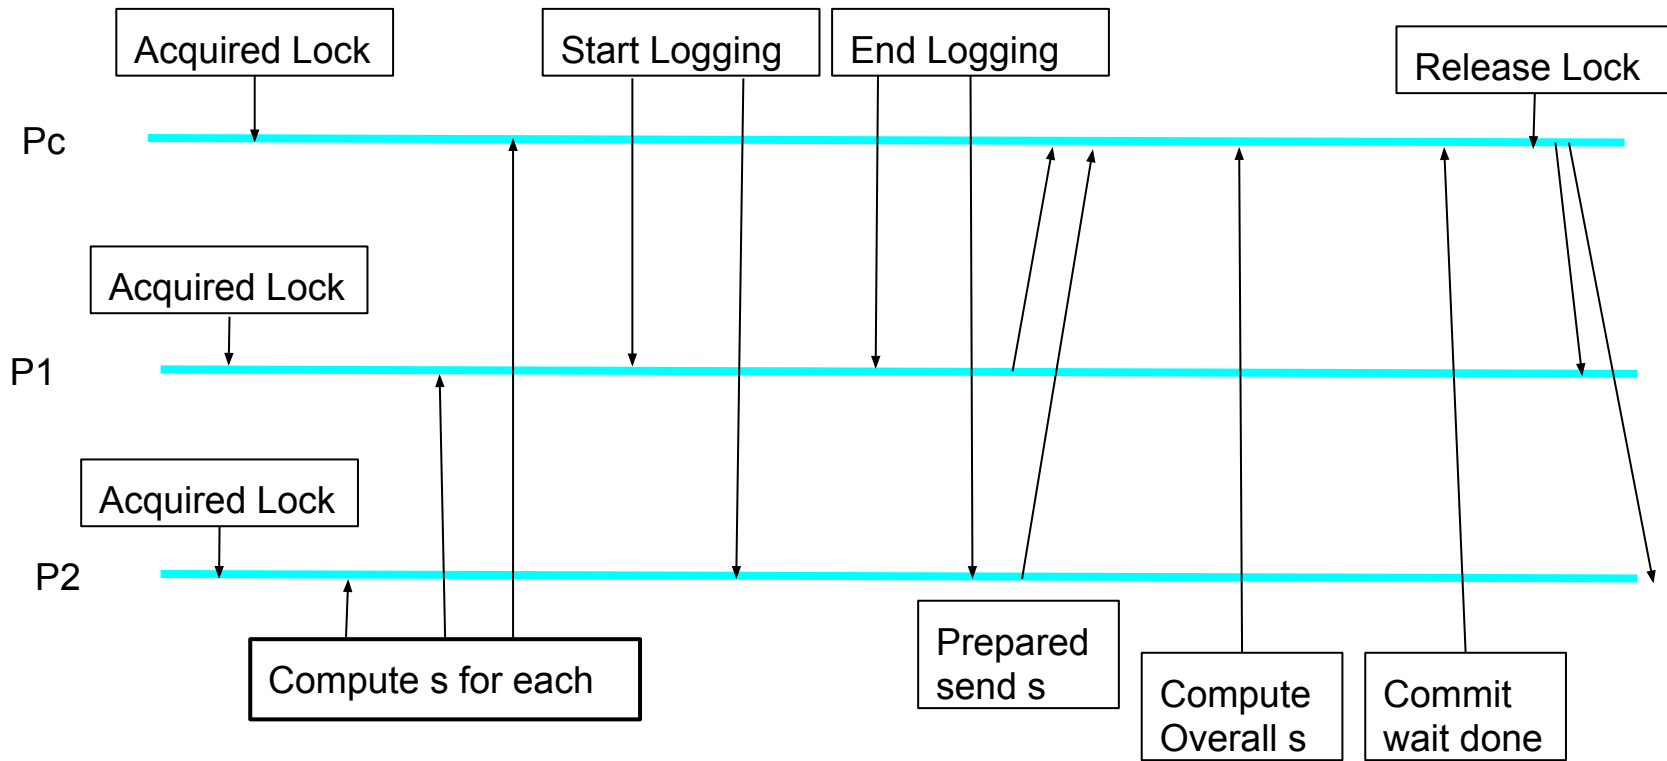 Acquired Lock
Start Logging
End Logging
Release Lock
Pc
Acquired Lock
P1
Acquired Lock
P2
Compute s for each
Prepared
send s
Compute
Overall s
Commit
wait done